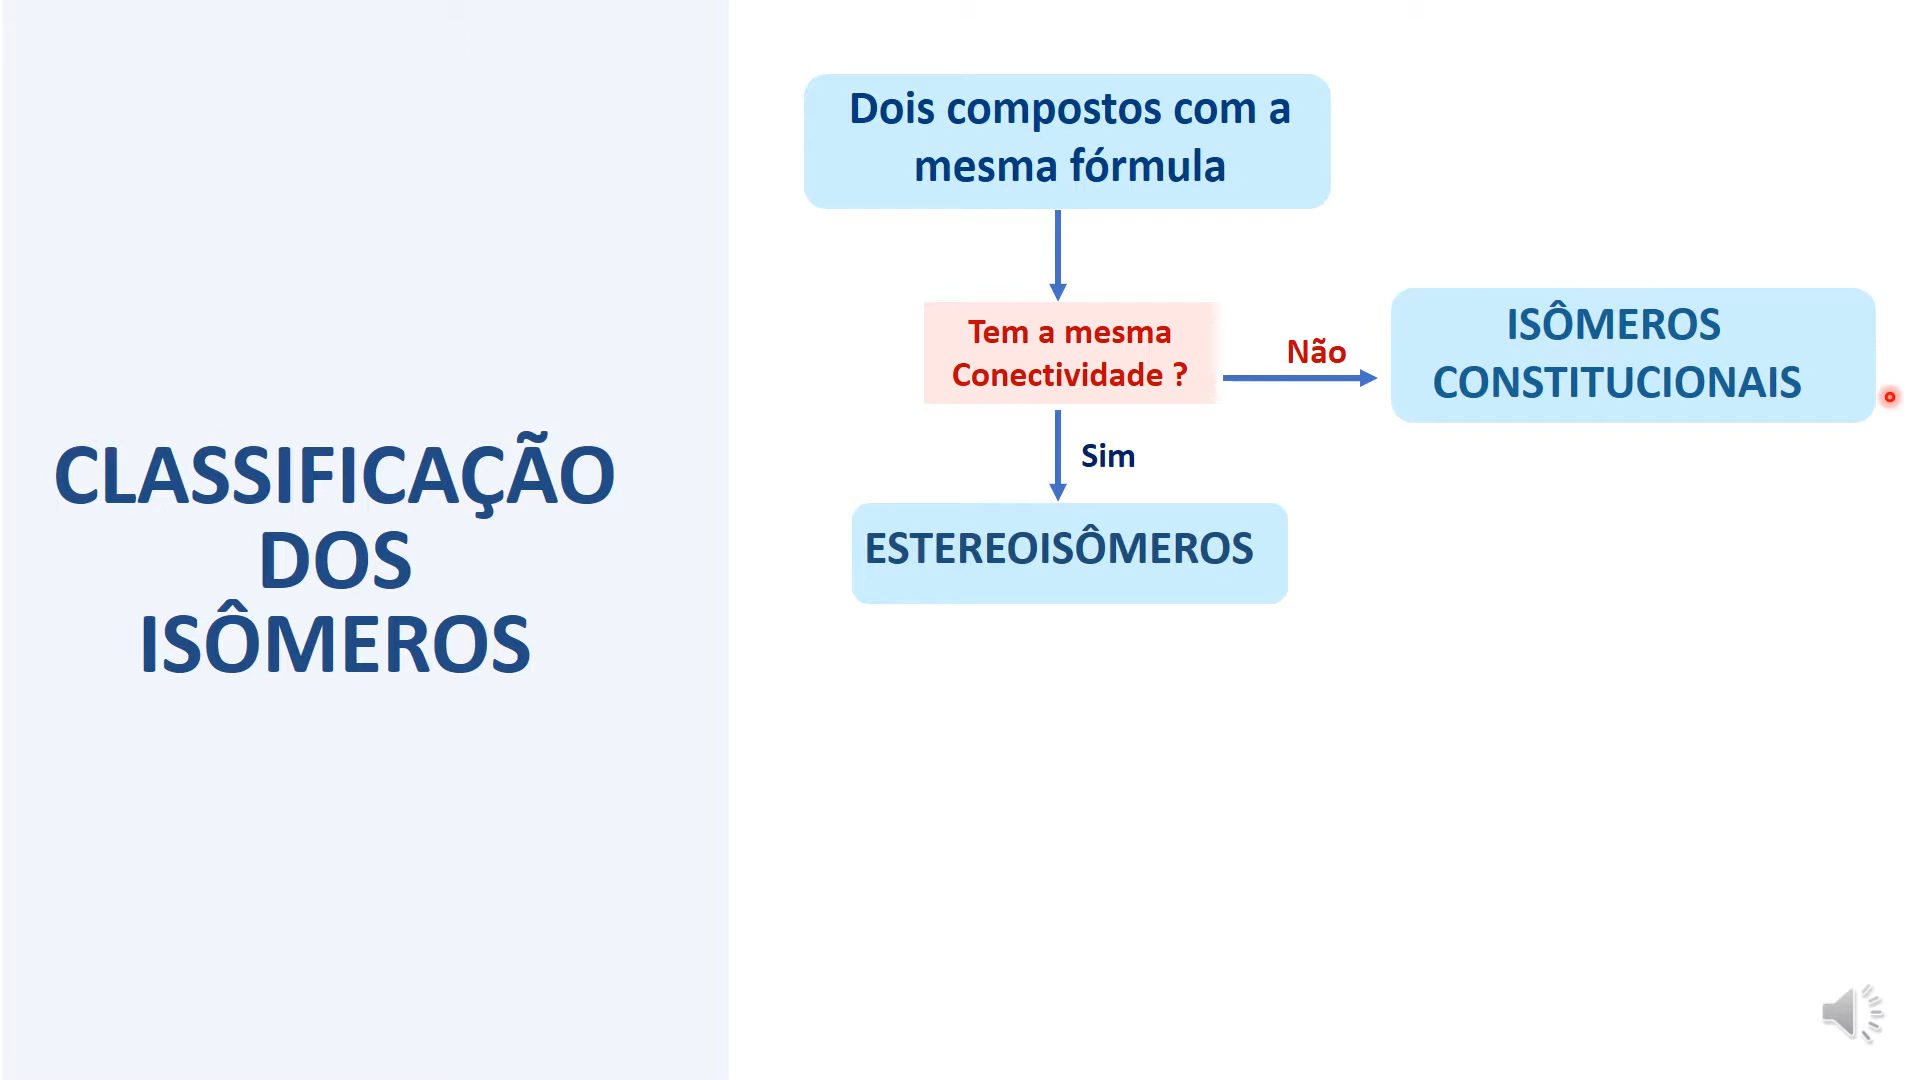 CLASSIFICAÇÃO
DOS
ISÔMEROS
Dois compostos com a
mesma fórmula
Tem a mesma
Conectividade ?
Não
ISÔMEROS
CONSTITUCIONAIS
Sim
ESTEREOISÔMEROS